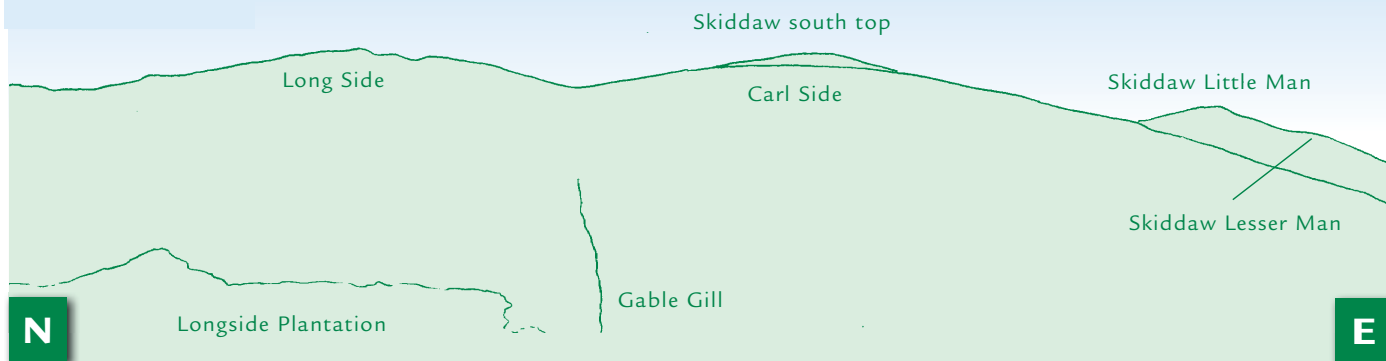 Skiddaw south top
Long Side
Carl Side
Skiddaw Little Man
Skiddaw Lesser Man
Gable Gill
Longside Plantation
N
E